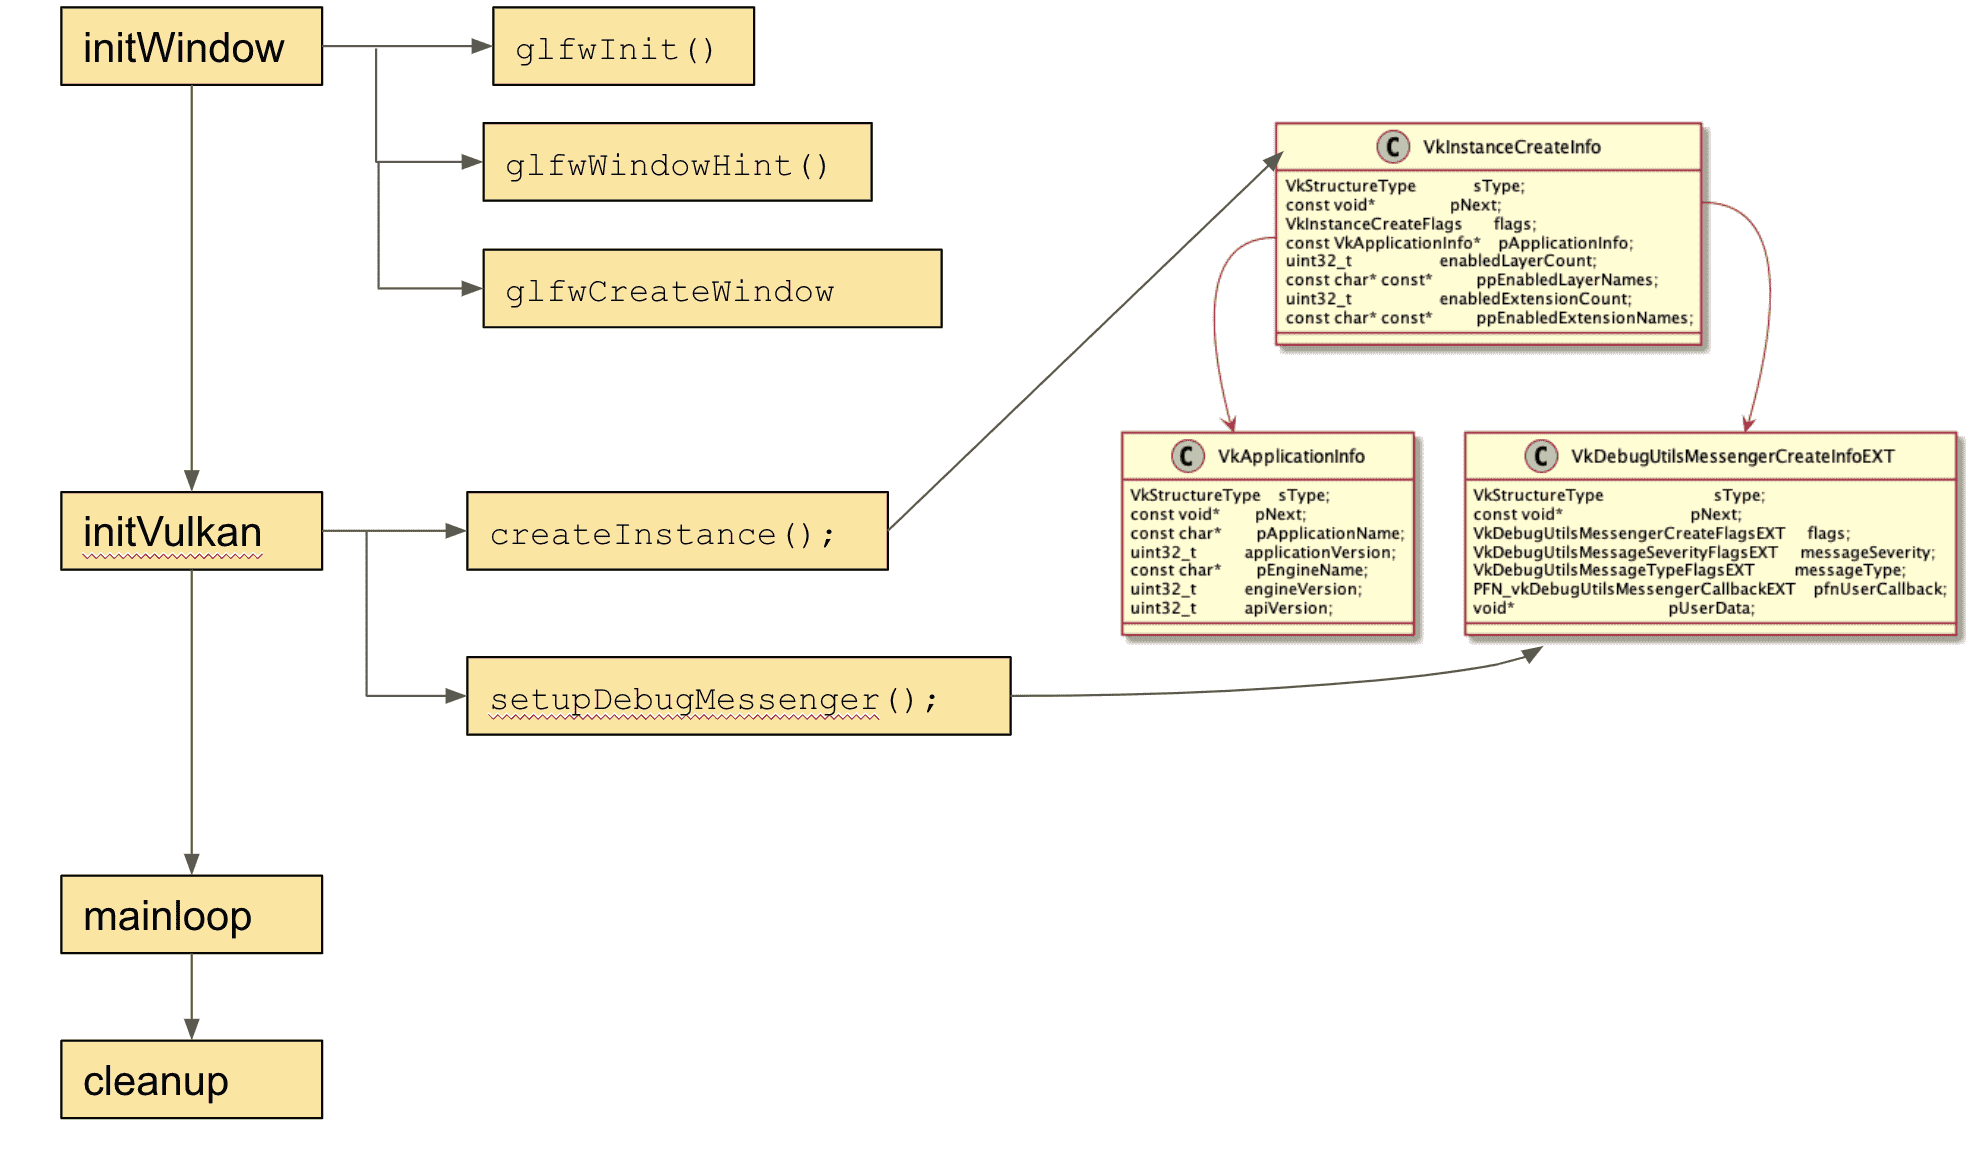 initWindow
glfwInit()
glfwWindowHint()
glfwCreateWindow
C VkInstanceCreateInfo
VkStructureType sType;
const void* pNext;
VkInstanceCreateFlags flags;
const VkApplicationInfo* pApplicationInfo;
uint32_t enabledLayerCount;
const char* const* ppEnabledLayerNames;
uint32_t enabledExtensionCount;
const char* const* ppEnabledExtensionNames;
initVulkan
createInstance();
setupDebugMessenger();
C VkApplicationInfo
VkStructureType sType;
const void* pNext;
const char* pApplicationName;
uint32_t applicationVersion;
const char* pEngineName;
uint32_t engineVersion;
uint32_t apiVersion;
C VkDebugUtilsMessengerCreateInfoEXT
VkStructureType sType;
const void* pNext;
VkDebugUtilsMessengerCreateFlagsEXT flags;
VkDebugUtilsMessageSeverityFlagsEXT messageSeverity;
VkDebugUtilsMessageTypeFlagsEXT messageType;
PFN_vkDebugUtilsMessengerCallbackEXT pfnUserCallback;
void* pUserData;
mainloop
cleanup